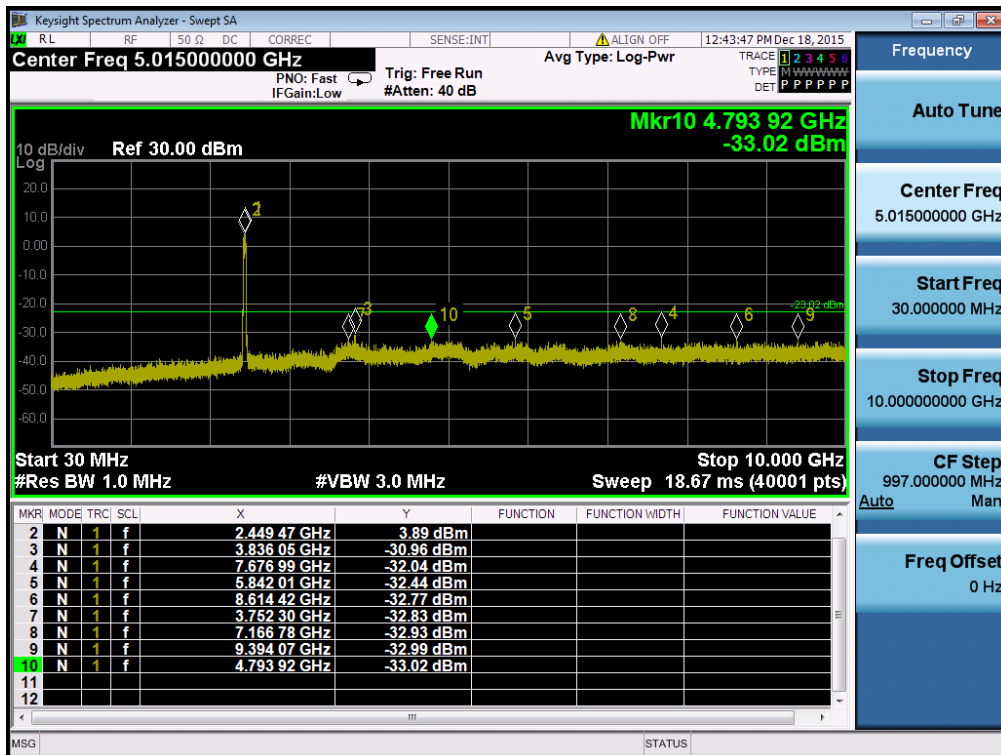 Keysight Spectrum Analyzer - Swept SA
LXI RL RF 50 Ω DC CORREC SENSE:INT ALIGN OFF 12:43:47 PM Dec 18, 2015
Center Freq 5.015000000 GHz
PNO: Fast
IFGain:Low
Trig: Free Run
#Atten: 40 dB
Avg Type: Log-Pwr
TRACE 1 2 3 4 5 6
TYPE M WWWWW
DET P P P P P P
Mkr10 4.793 92 GHz
-33.02 dBm
10 dB/div Ref 30.00 dBm
Log
20.0
10.0
0.00
-10.0
-20.0
-30.0
-40.0
-50.0
-60.0
2
3
10
5
8
4
6
9
-23.02 dBm
Start 30 MHz Stop 10.000 GHz
#Res BW 1.0 MHz #VBW 3.0 MHz Sweep 18.67 ms (40001 pts)
MKR MODE TRC SCL X Y FUNCTION FUNCTION WIDTH FUNCTION VALUE
2 N 1 f 2.449 47 GHz 3.89 dBm
3 N 1 f 3.836 05 GHz -30.96 dBm
4 N 1 f 7.676 99 GHz -32.04 dBm
5 N 1 f 5.842 01 GHz -32.44 dBm
6 N 1 f 8.614 42 GHz -32.77 dBm
7 N 1 f 3.752 30 GHz -32.83 dBm
8 N 1 f 7.166 78 GHz -32.93 dBm
9 N 1 f 9.394 07 GHz -32.99 dBm
10 N 1 f 4.793 92 GHz -33.02 dBm
11
12
MSG STATUS
Frequency
Auto Tune
Center Freq
5.015000000 GHz
Start Freq
30.000000 MHz
Stop Freq
10.000000000 GHz
CF Step
997.000000 MHz
Auto Man
Freq Offset
0 Hz